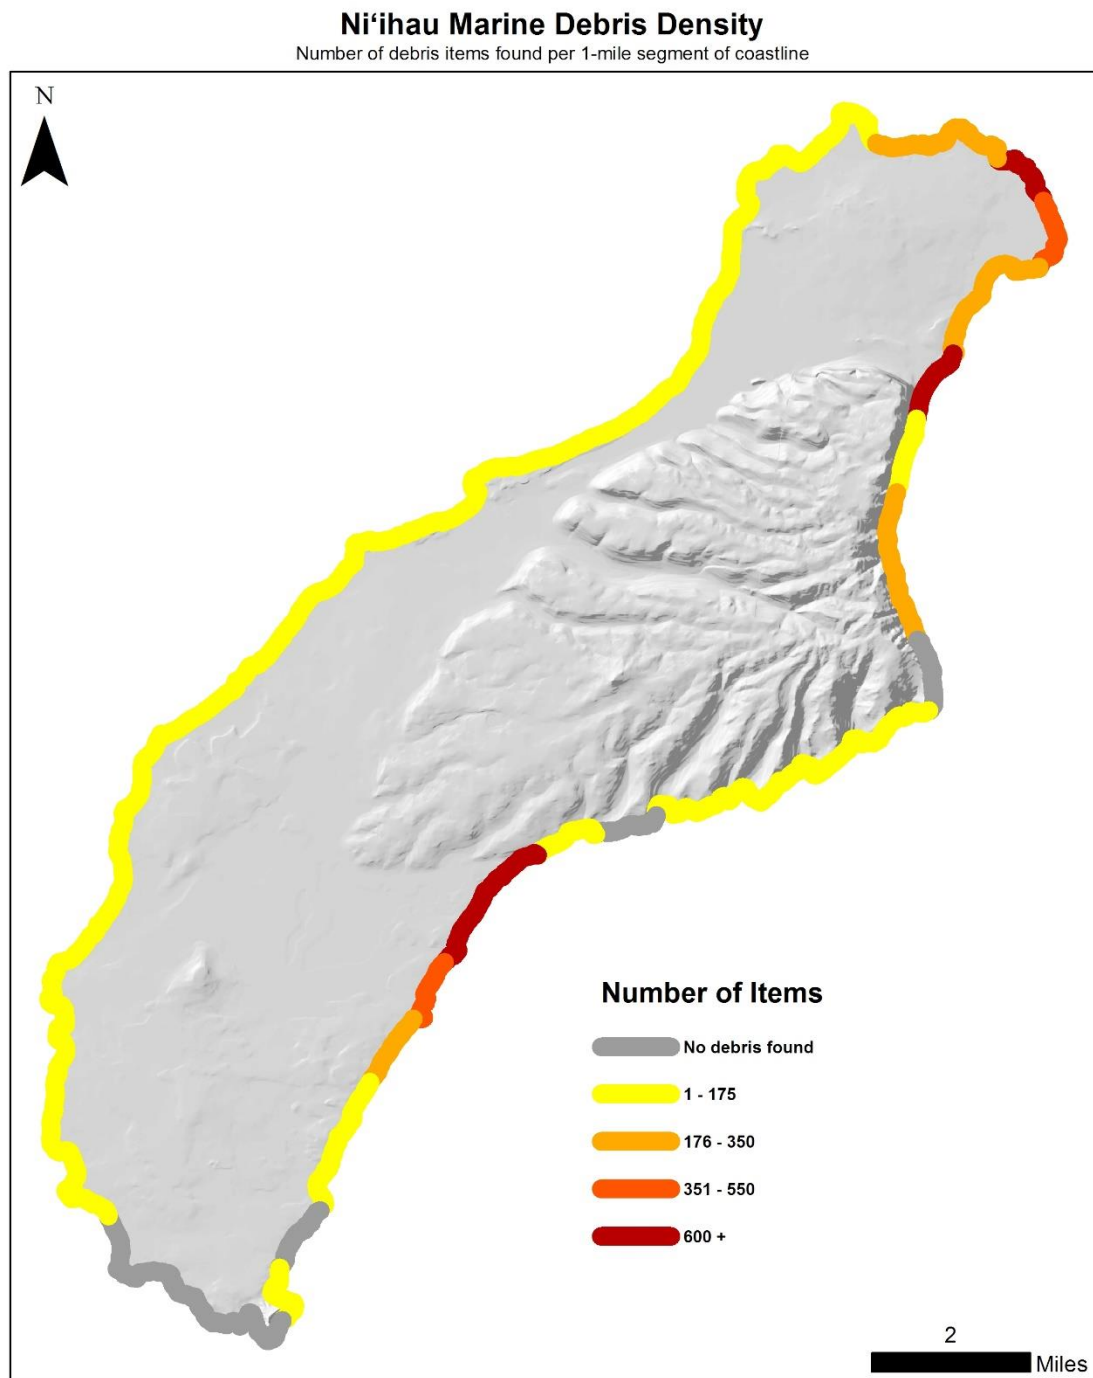 Ni‘ihau Marine Debris Density
Number of debris items found per 1-mile segment of coastline
N
Number of Items
No debris found
1 - 175
176 - 350
351 - 550
600 +
2
Miles